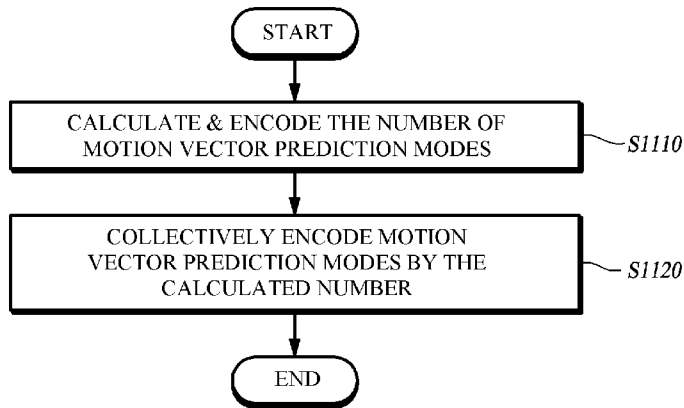 START
CALCULATE & ENCODE THE NUMBER OF
MOTION VECTOR PREDICTION MODES
S1110
COLLECTIVELY ENCODE MOTION
VECTOR PREDICTION MODES BY THE
CALCULATED NUMBER
S1120
END